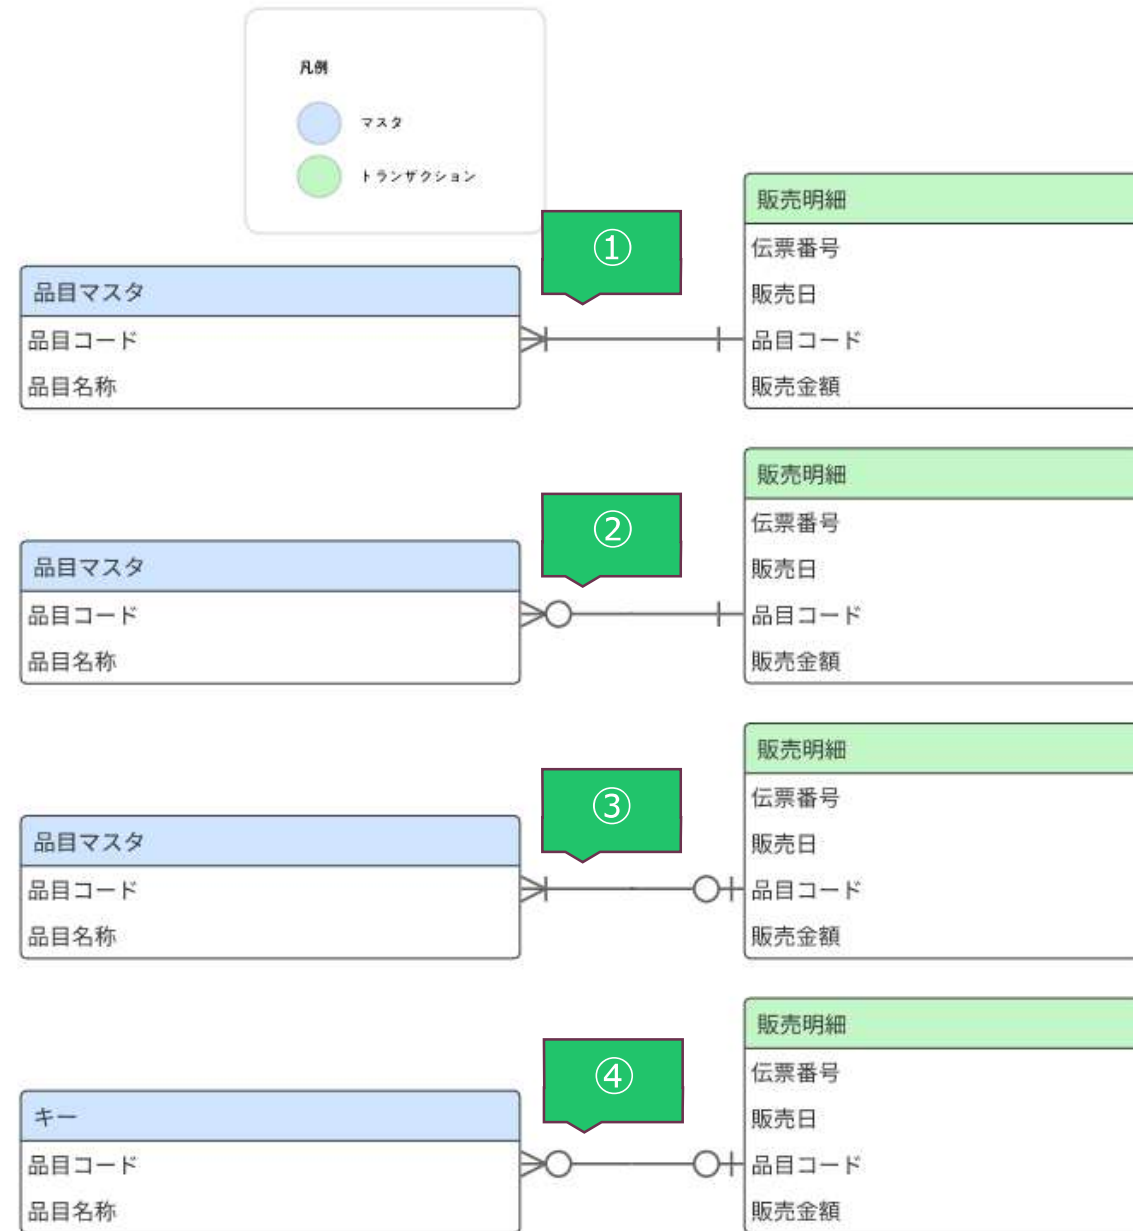 凡例
マスタ
トランザクション
①
品目マスタ
品目コード
品目名称
販売明細
伝票番号
販売日
品目コード
販売金額
②
品目マスタ
品目コード
品目名称
販売明細
伝票番号
販売日
品目コード
販売金額
③
品目マスタ
品目コード
品目名称
販売明細
伝票番号
販売日
品目コード
販売金額
④
キー
品目コード
品目名称
販売明細
伝票番号
販売日
品目コード
販売金額